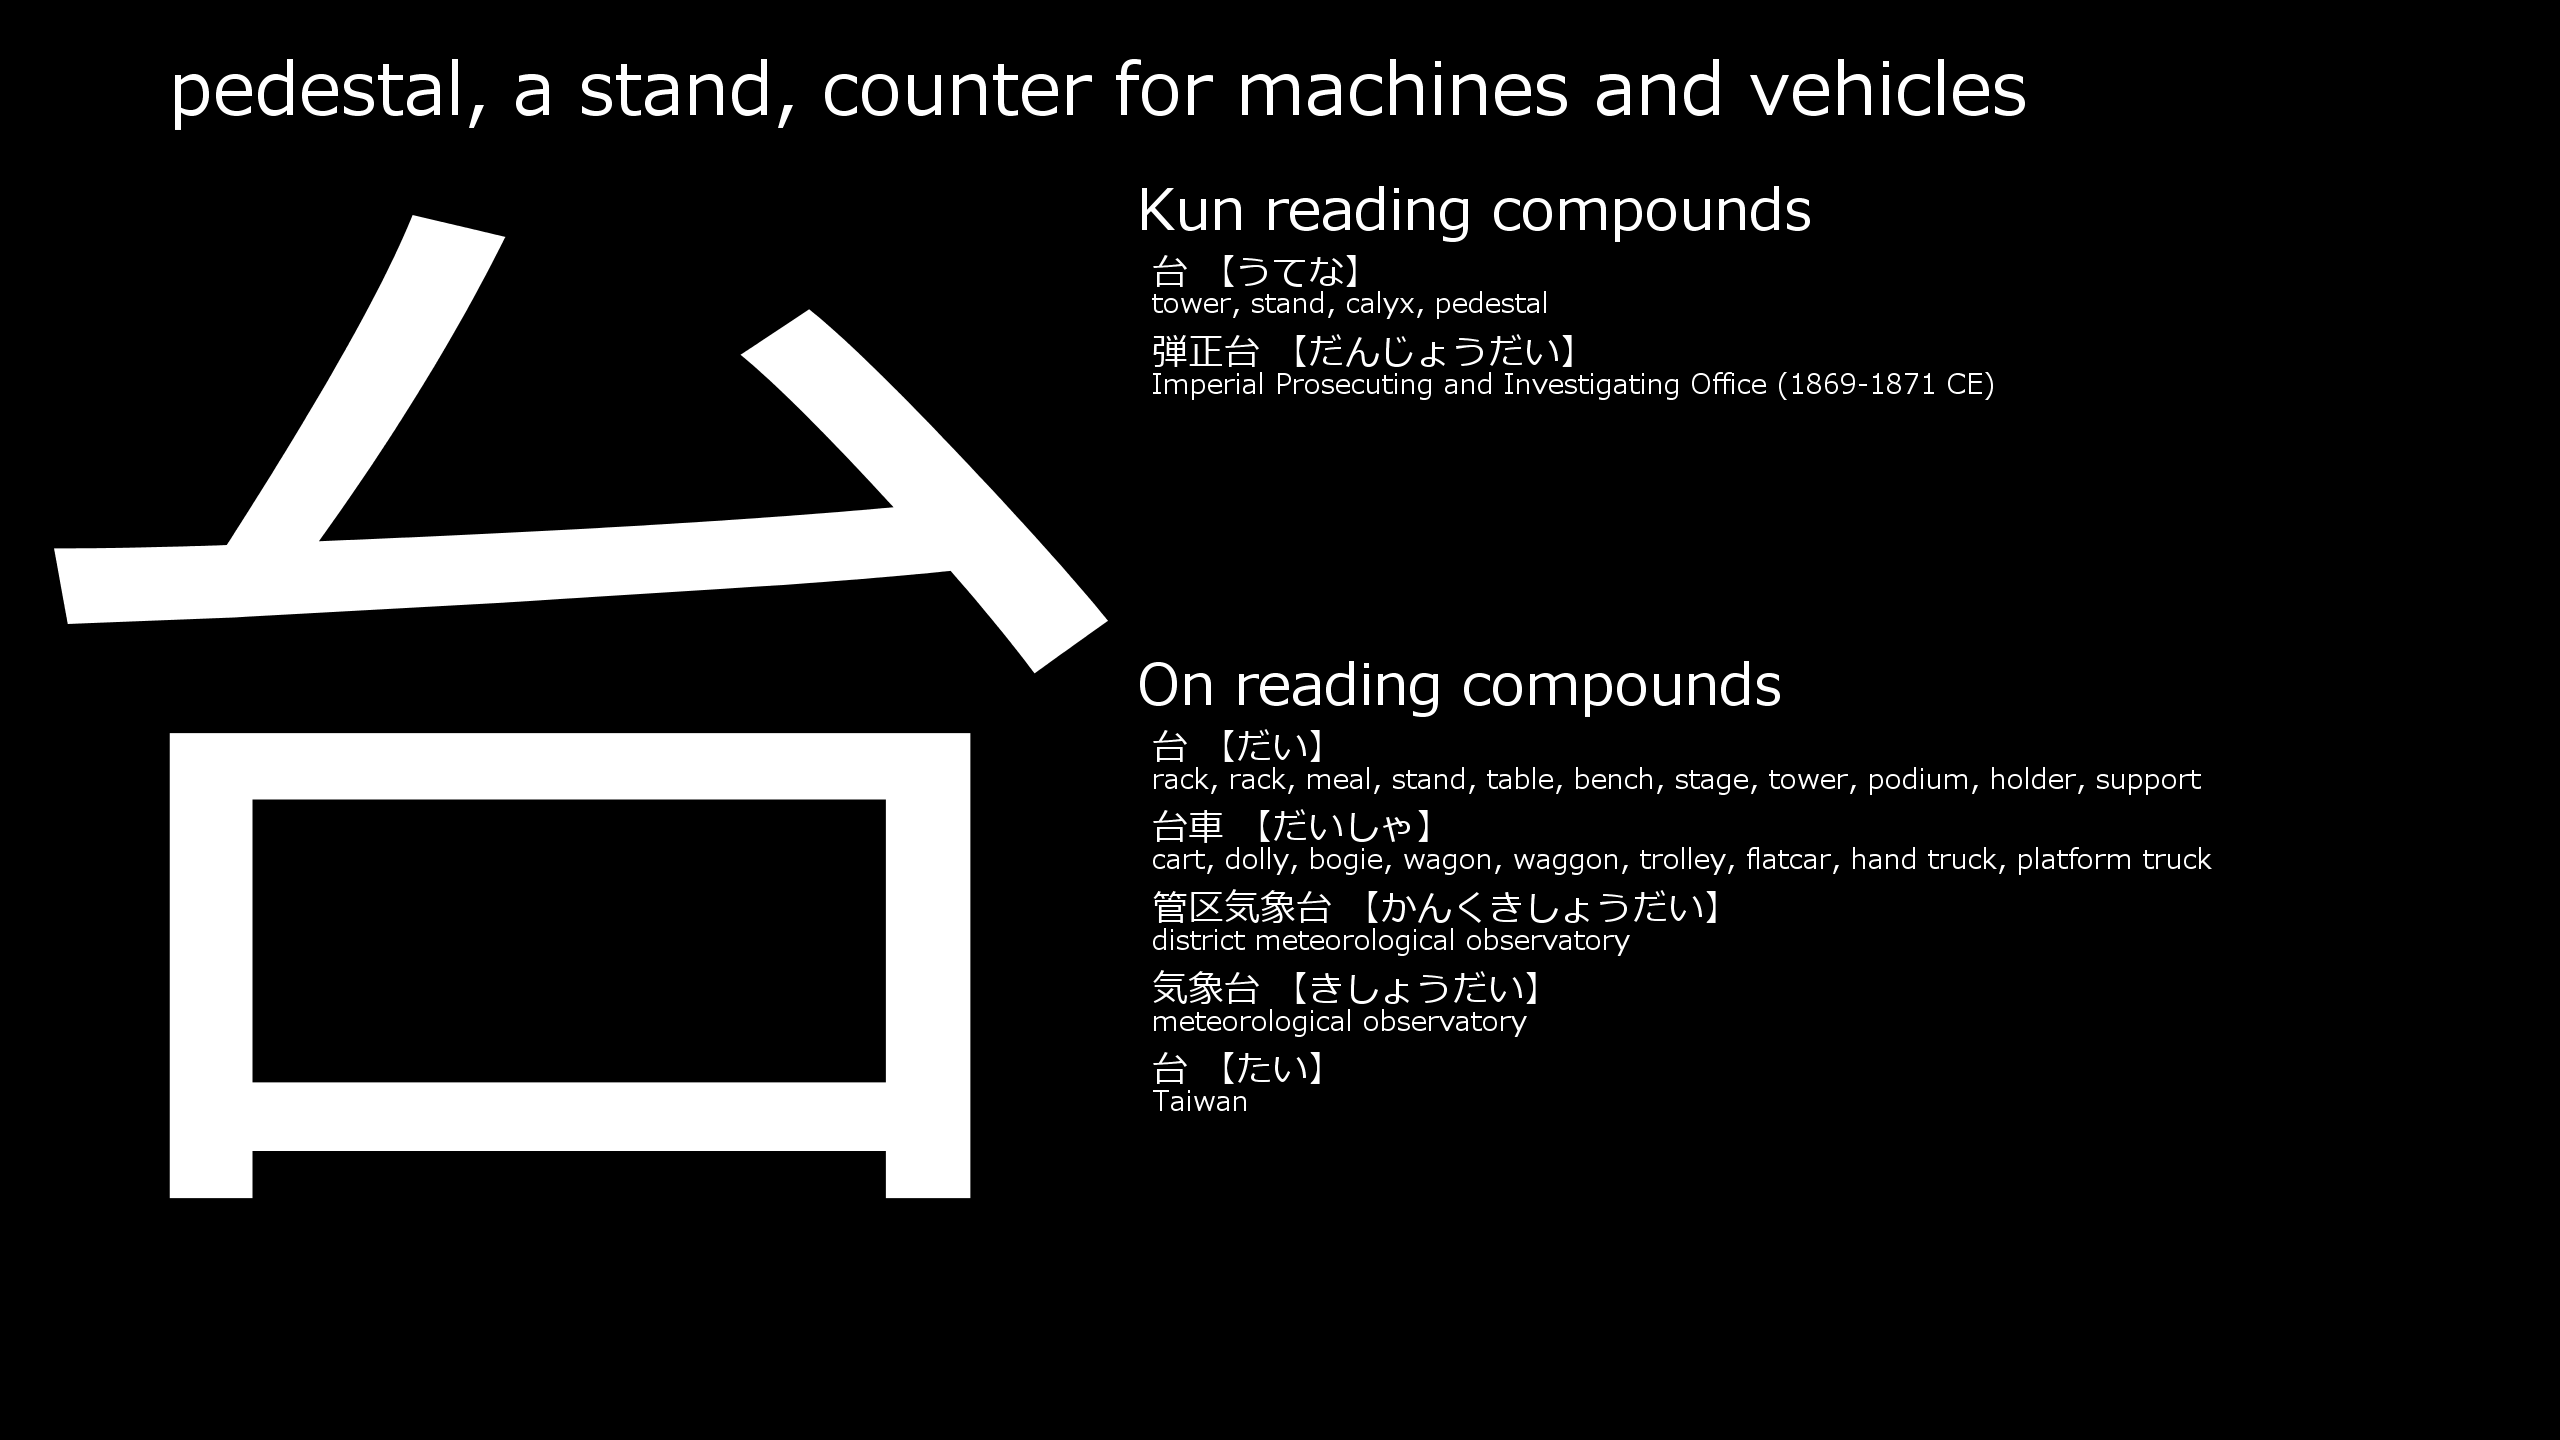 pedestal, a stand, counter for machines and vehicles
台
Kun reading compounds
台 【うてな】
tower, stand, calyx, pedestal
弾正台 【だんじょうだい】
Imperial Prosecuting and Investigating Office (1869-1871 CE)
On reading compounds
台 【だい】
rack, rack, meal, stand, table, bench, stage, tower, podium, holder, support
台車 【だいしゃ】
cart, dolly, bogie, wagon, waggon, trolley, flatcar, hand truck, platform truck
管区気象台 【かんくきしょうだい】
district meteorological observatory
気象台 【きしょうだい】
meteorological observatory
台 【たい】
Taiwan